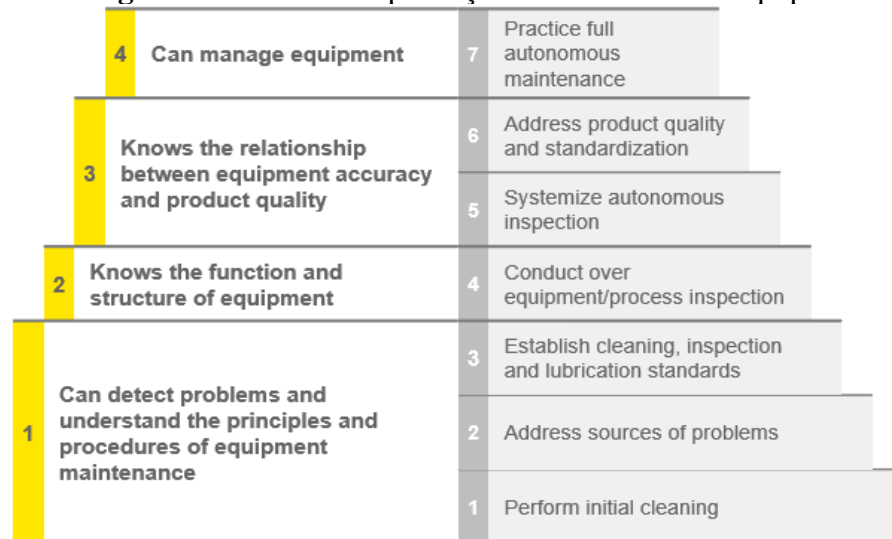 4
Can manage equipment
7
Practice full
autonomous
maintenance
3
Knows the relationship
between equipment accuracy
and product quality
6
Address product quality
and standardization
5
Systemize autonomous
inspection
2
Knows the function and
structure of equipment
4
Conduct over
equipment/process inspection
1
Can detect problems and
understand the principles and
procedures of equipment
maintenance
3
Establish cleaning, inspection
and lubrication standards
2
Address sources of problems
1
Perform initial cleaning